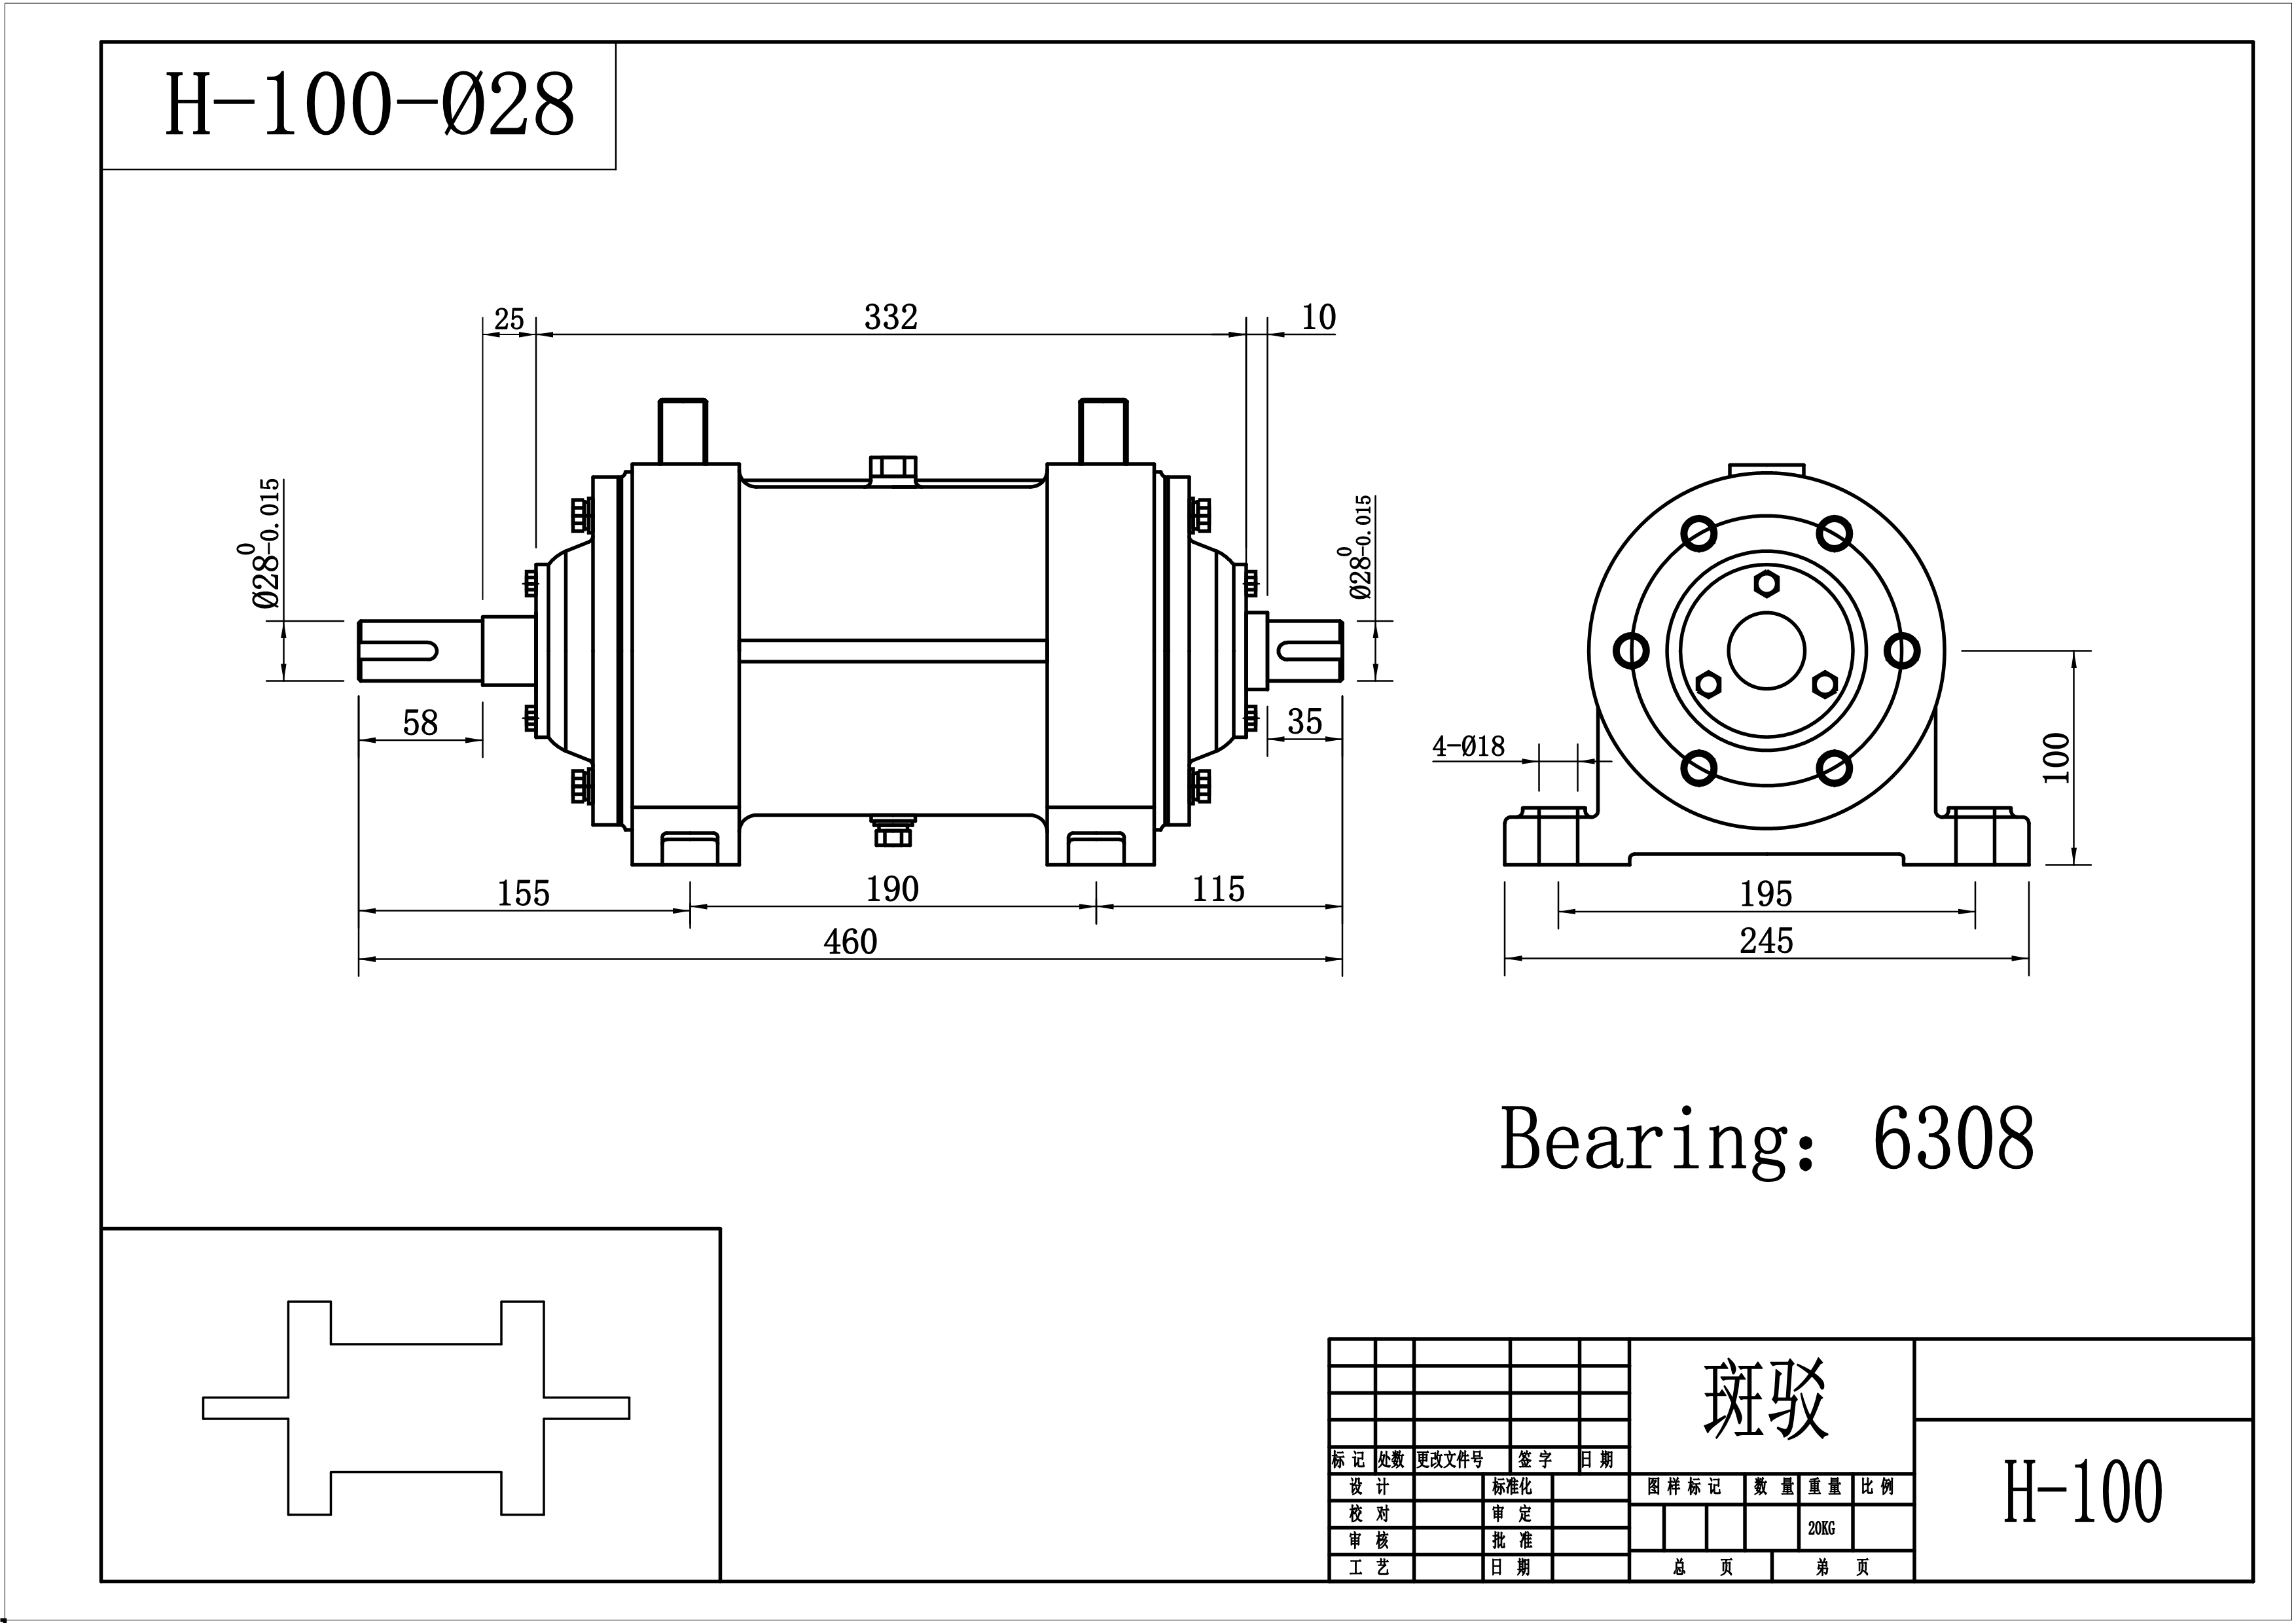 H-100-Ø28
25
332
10
Ø28 0 -0.015
Ø28 0 -0.015
58
35
4-Ø18
100
155
190
115
195
460
245
Bearing: 6308
斑驳
标记 处数 更改文件号 签字 日期
设计 标准化 图样标记 数量 重量 比例
H-100
校对 审定
20KG
审核 批准
工艺 日期 总 页 第 页